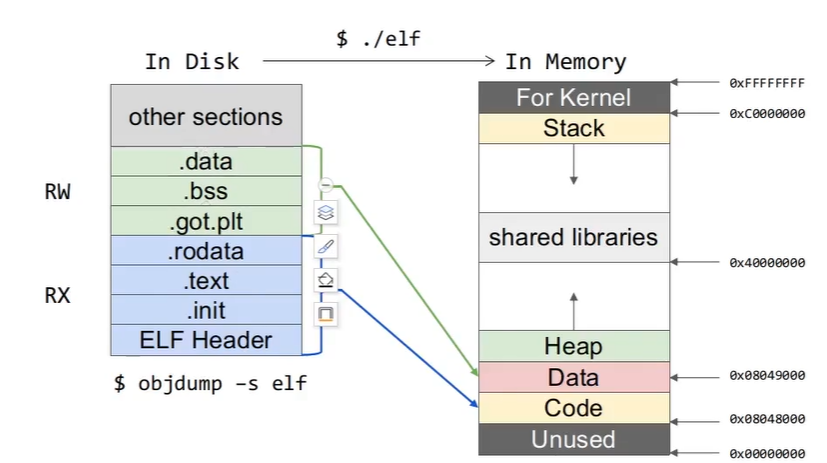 $ ./elf
In Disk
In Memory
other sections
.data
.bss
.got.plt
.rodata
.text
.init
ELF Header
RW
RX
$ objdump –s elf
For Kernel
Stack
shared libraries
Heap
Data
Code
Unused
0xFFFFFFFF
0xC0000000
0x40000000
0x08049000
0x08048000
0x00000000